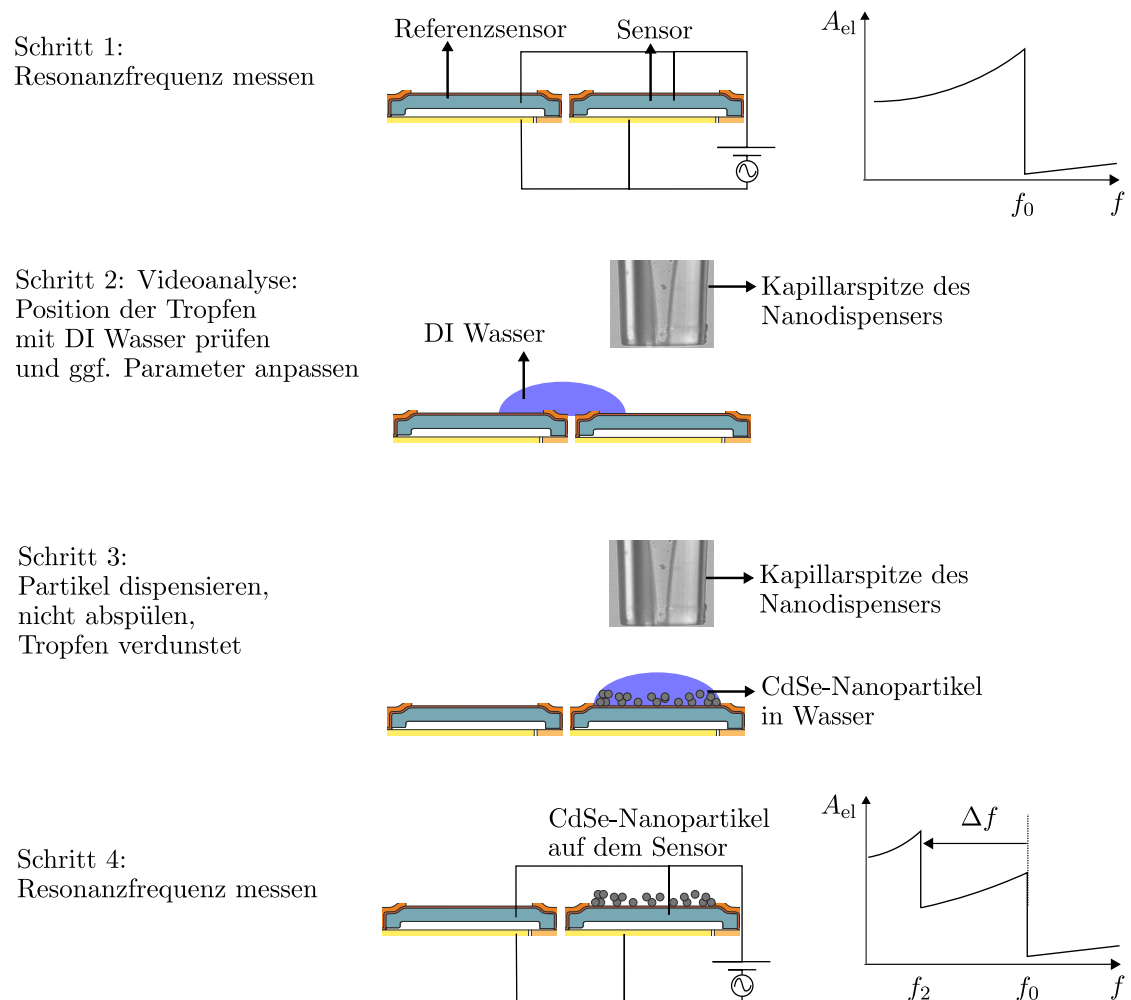 Schritt 1:
Resonanzfrequenz messen
Referenzsensor
Sensor
A_el
f_0
f
Schritt 2: Videoanalyse:
Position der Tropfen
mit DI Wasser prüfen
und ggf. Parameter anpassen
DI Wasser
Kapillarspitze des
Nanodispensers
Schritt 3:
Partikel dispensieren,
nicht abspülen,
Tropfen verdunstet
Kapillarspitze des
Nanodispensers
CdSe-Nanopartikel
in Wasser
Schritt 4:
Resonanzfrequenz messen
CdSe-Nanopartikel
auf dem Sensor
A_el
Δf
f_2
f_0
f